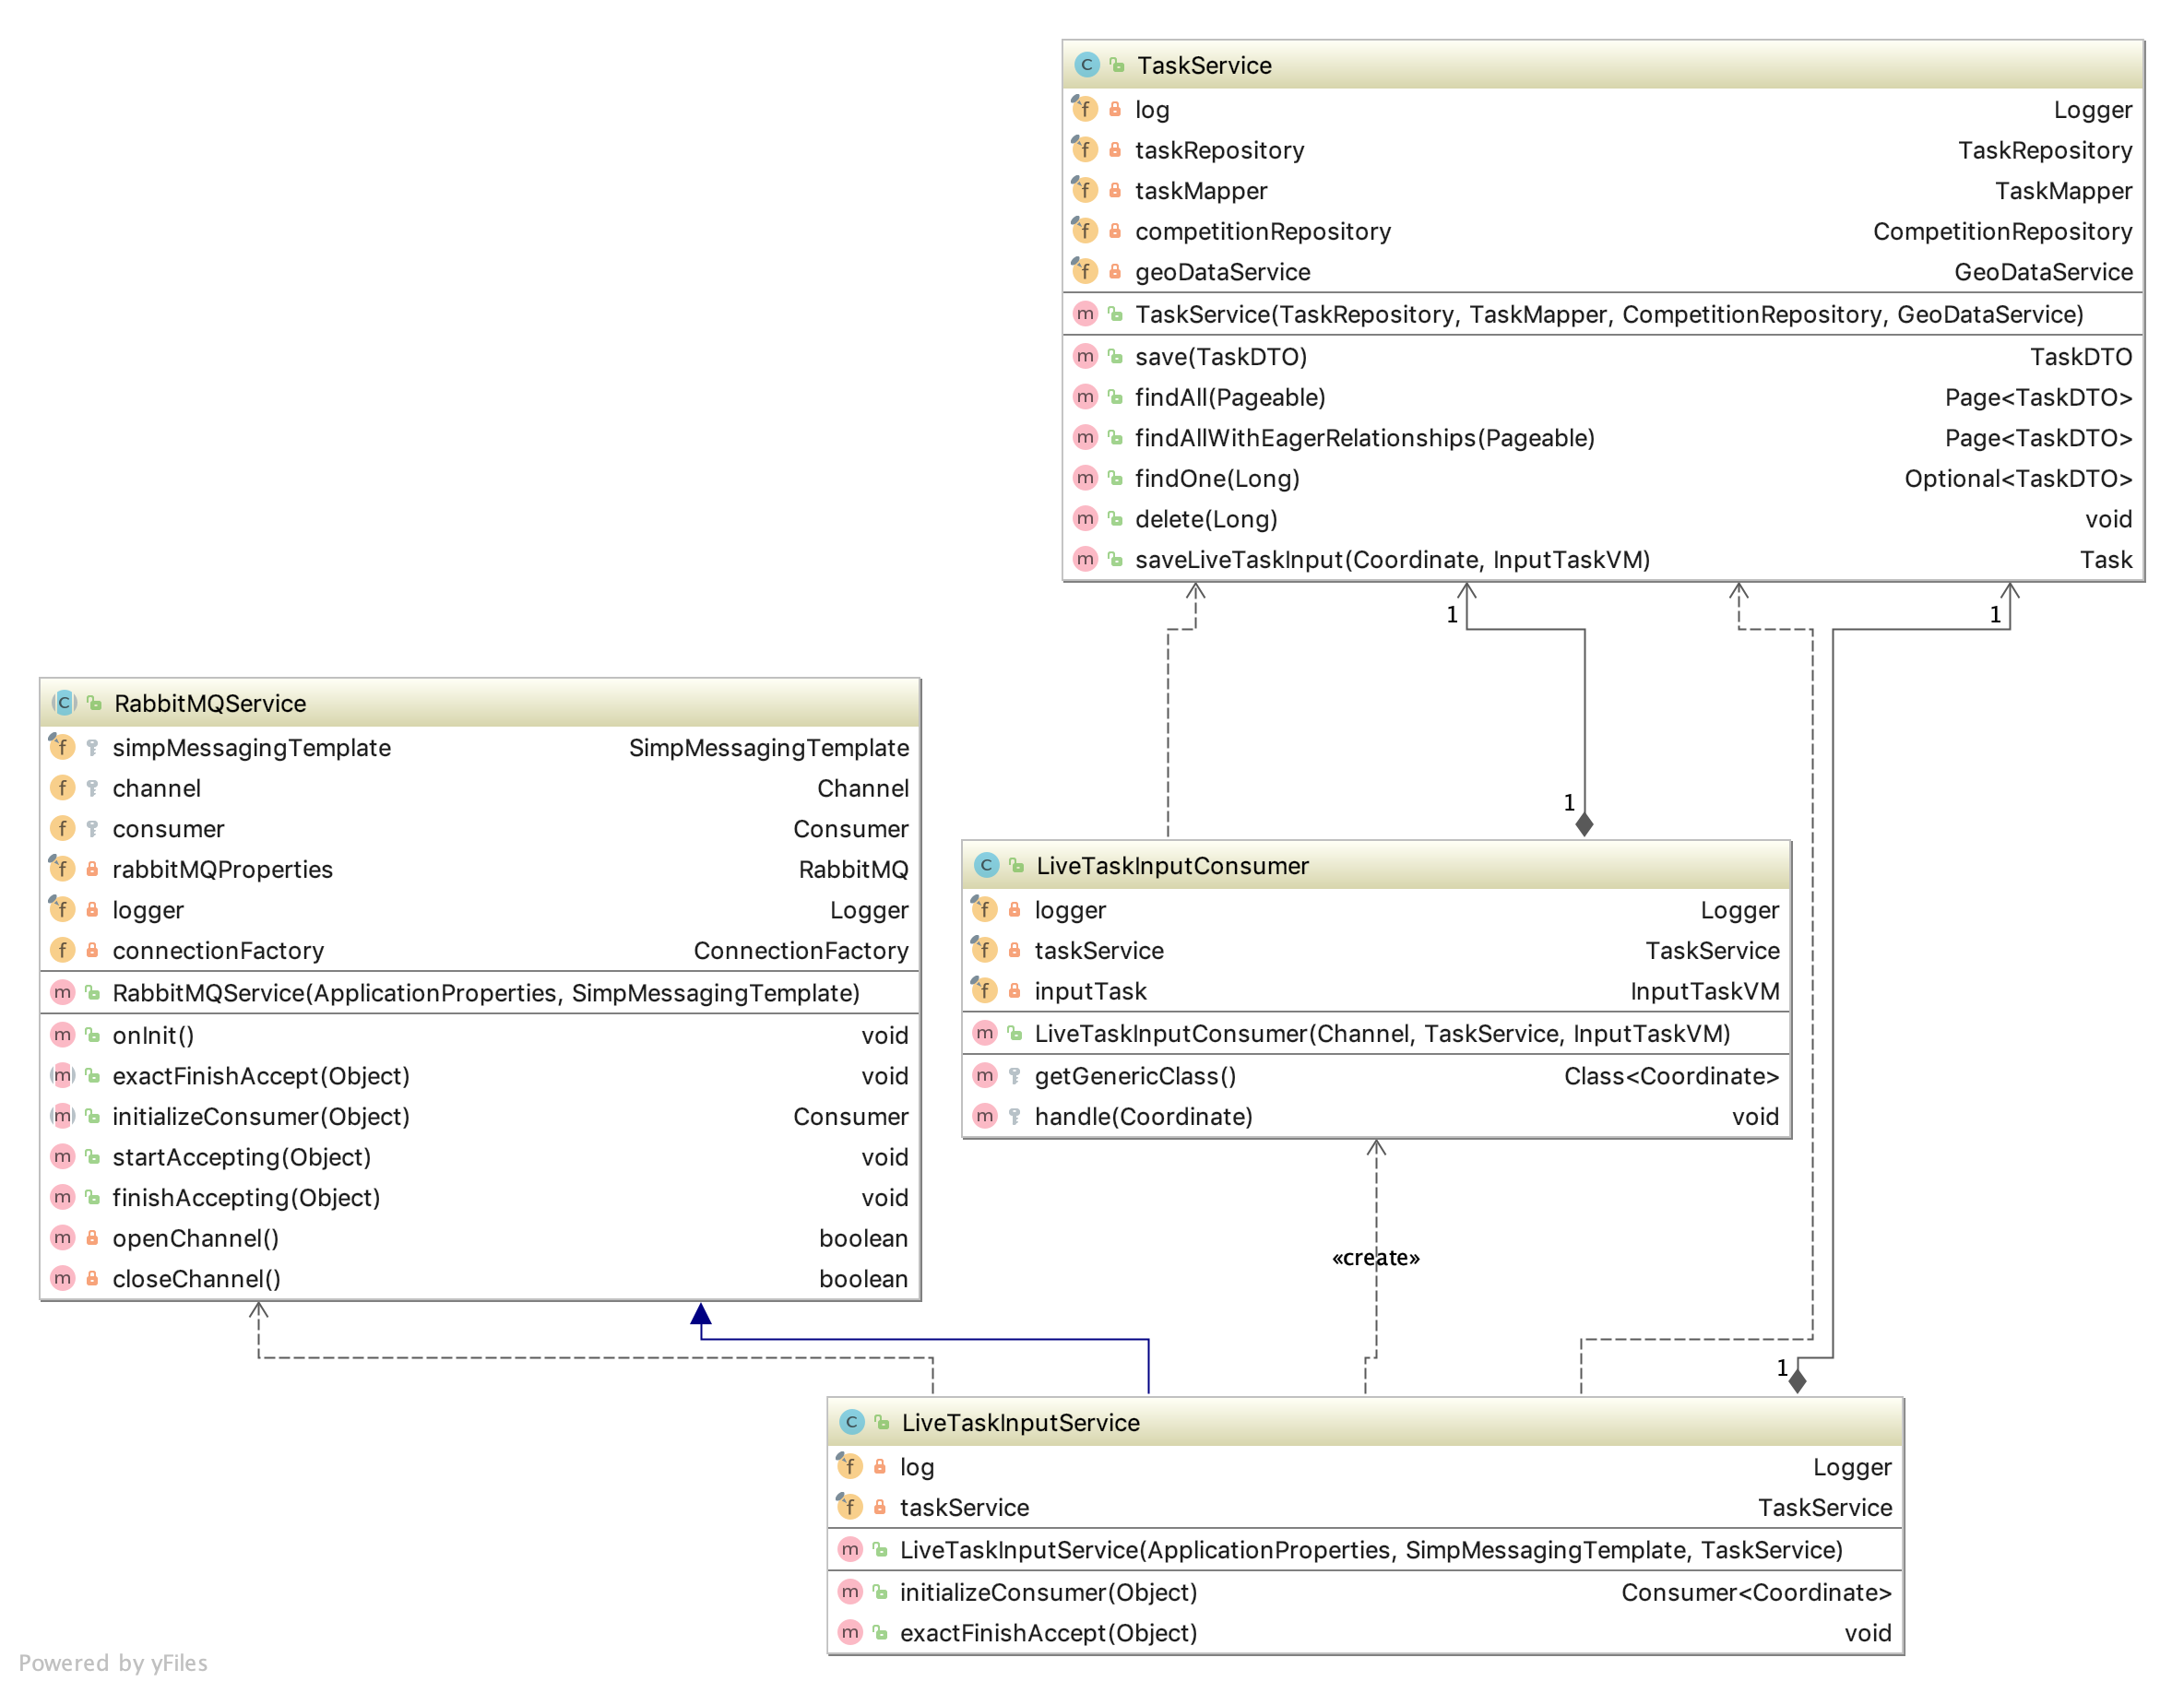 TaskService
log Logger
taskRepository TaskRepository
taskMapper TaskMapper
competitionRepository CompetitionRepository
geoDataService GeoDataService
TaskService(TaskRepository, TaskMapper, CompetitionRepository, GeoDataService)
save(TaskDTO) TaskDTO
findAll(Pageable) Page<TaskDTO>
findAllWithEagerRelationships(Pageable) Page<TaskDTO>
findOne(Long) Optional<TaskDTO>
delete(Long) void
saveLiveTaskInput(Coordinate, InputTaskVM) Task
1
1
RabbitMQService
simpMessagingTemplate SimpMessagingTemplate
channel Channel
consumer Consumer
rabbitMQProperties RabbitMQ
logger Logger
connectionFactory ConnectionFactory
RabbitMQService(ApplicationProperties, SimpMessagingTemplate)
onInit() void
exactFinishAccept(Object) void
initializeConsumer(Object) Consumer
startAccepting(Object) void
finishAccepting(Object) void
openChannel() boolean
closeChannel() boolean
1
LiveTaskInputConsumer
logger Logger
taskService TaskService
inputTask InputTaskVM
LiveTaskInputConsumer(Channel, TaskService, InputTaskVM)
getGenericClass() Class<Coordinate>
handle(Coordinate) void
«create»
1
LiveTaskInputService
log Logger
taskService TaskService
LiveTaskInputService(ApplicationProperties, SimpMessagingTemplate, TaskService)
initializeConsumer(Object) Consumer<Coordinate>
exactFinishAccept(Object) void
Powered by yFiles